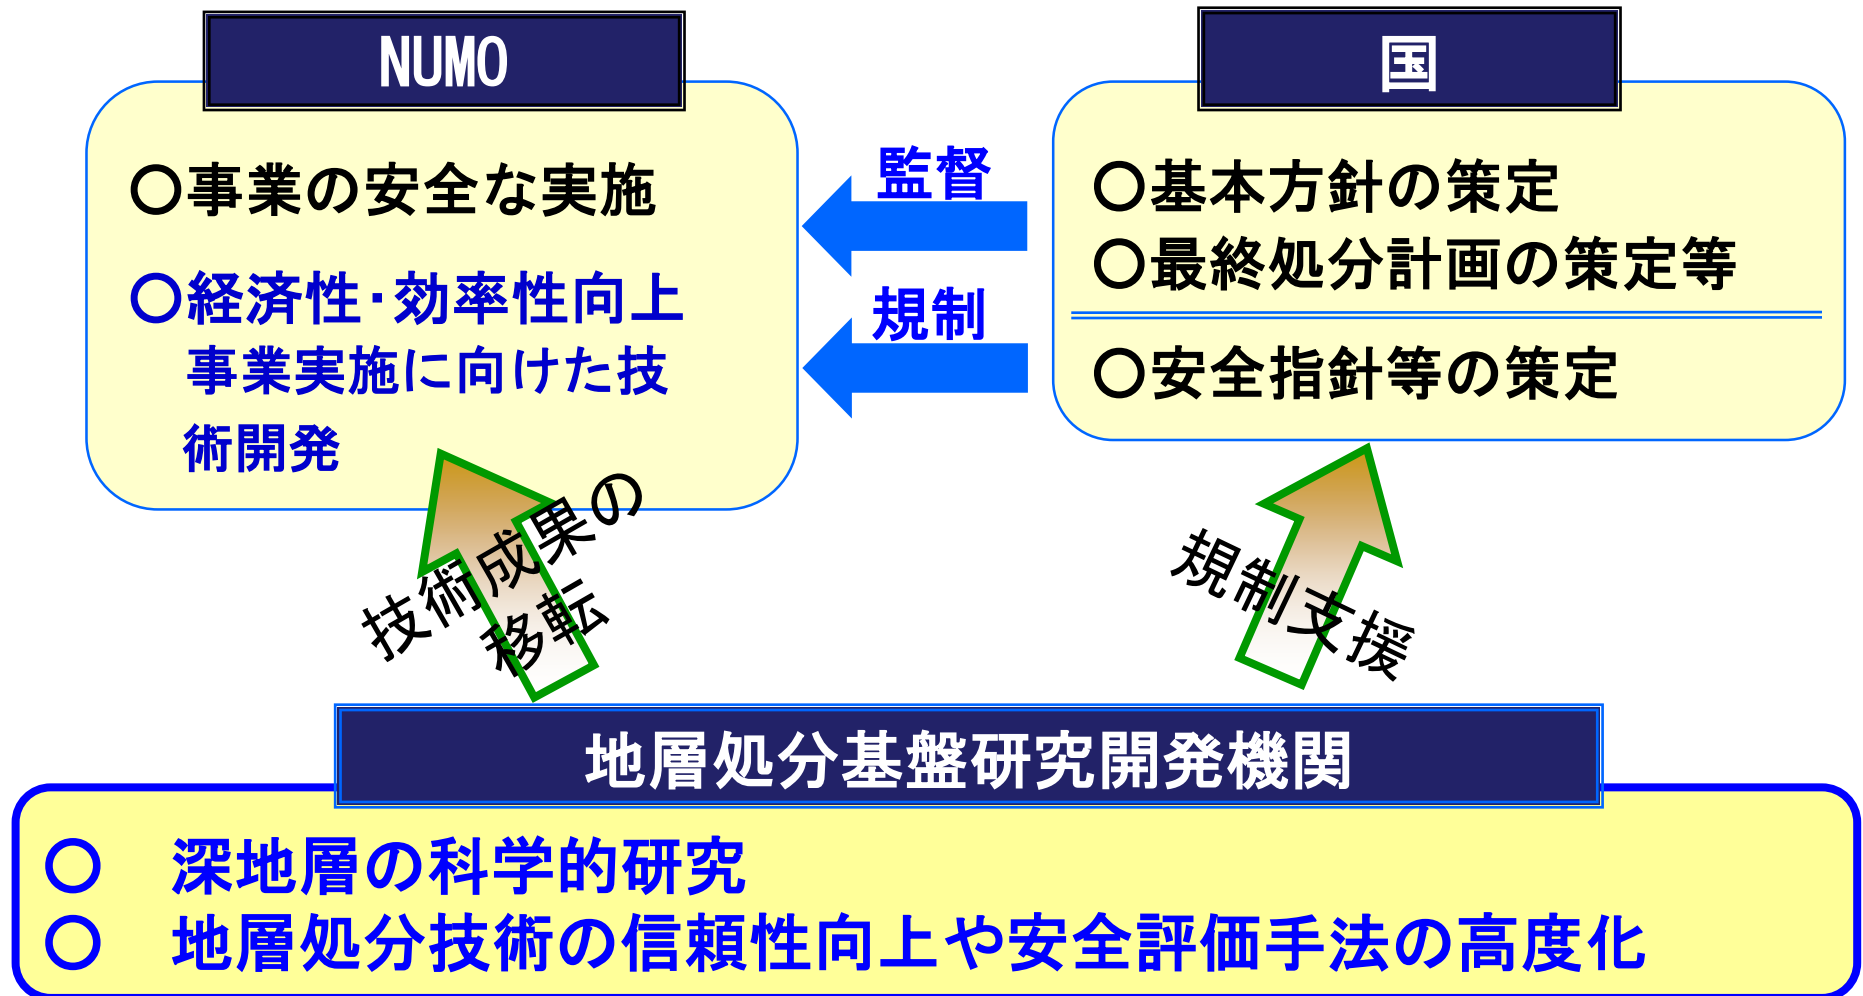 NUMO
〇事業の安全な実施
〇経済性・効率性向上
事業実施に向けた技
術開発
監督
規制
国
〇基本方針の策定
〇最終処分計画の策定等
〇安全指針等の策定
技術成果の
移転
規制支援
地層処分基盤研究開発機関
〇 深地層の科学的研究
〇 地層処分技術の信頼性向上や安全評価手法の高度化